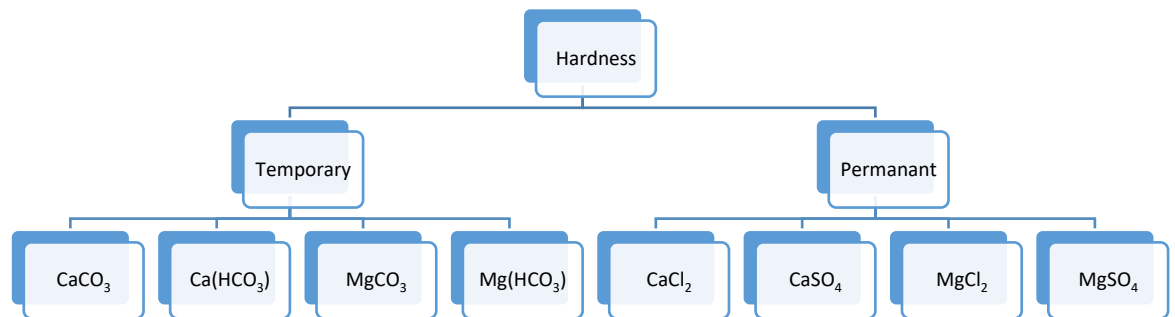 Hardness
Temporary
Permanant
CaCO₃
Ca(HCO₃)
MgCO₃
Mg(HCO₃)
CaCl₂
CaSO₄
MgCl₂
MgSO₄